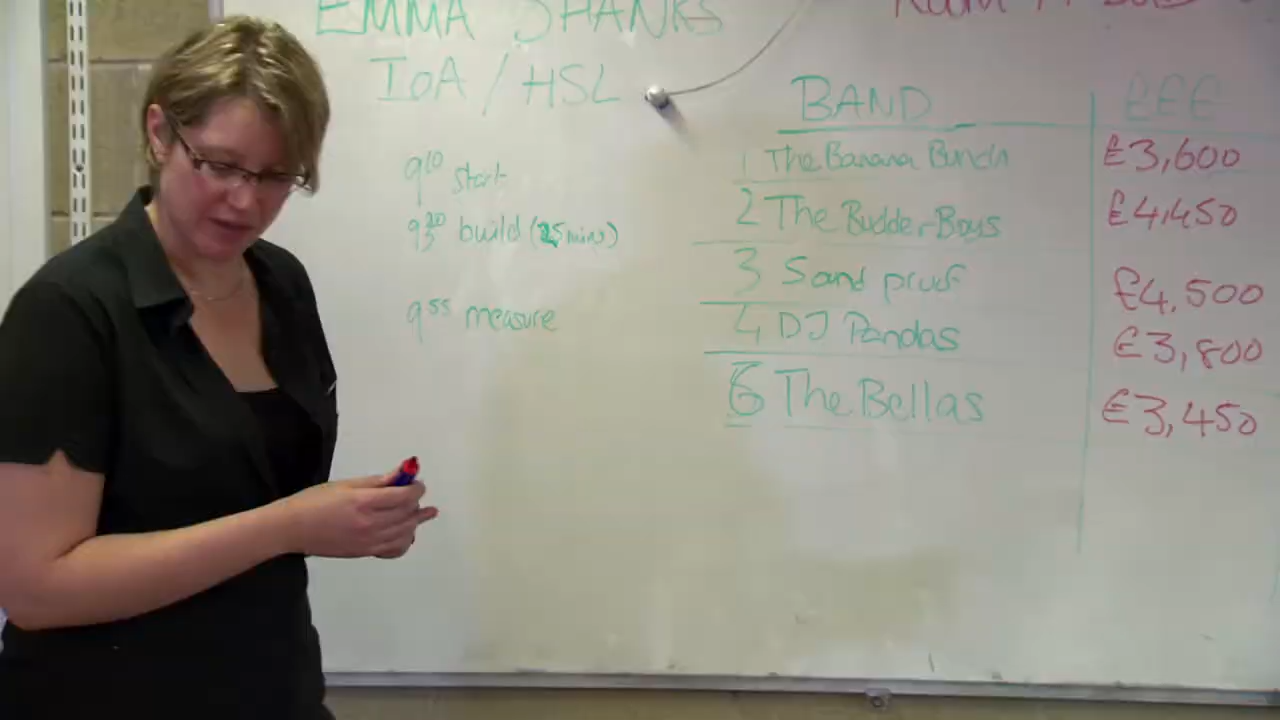 EMMA SHANKS
IoA / HSL
9¹⁰ start
9³⁰ build (25 mins)
9⁵⁵ measure
BAND £££
1 The Banana Bunch £3,600
2 The Budder Boys £4,450
3 Sound pruf £4,500
4 DJ Pandas £3,800
6 The Bellas £3,450